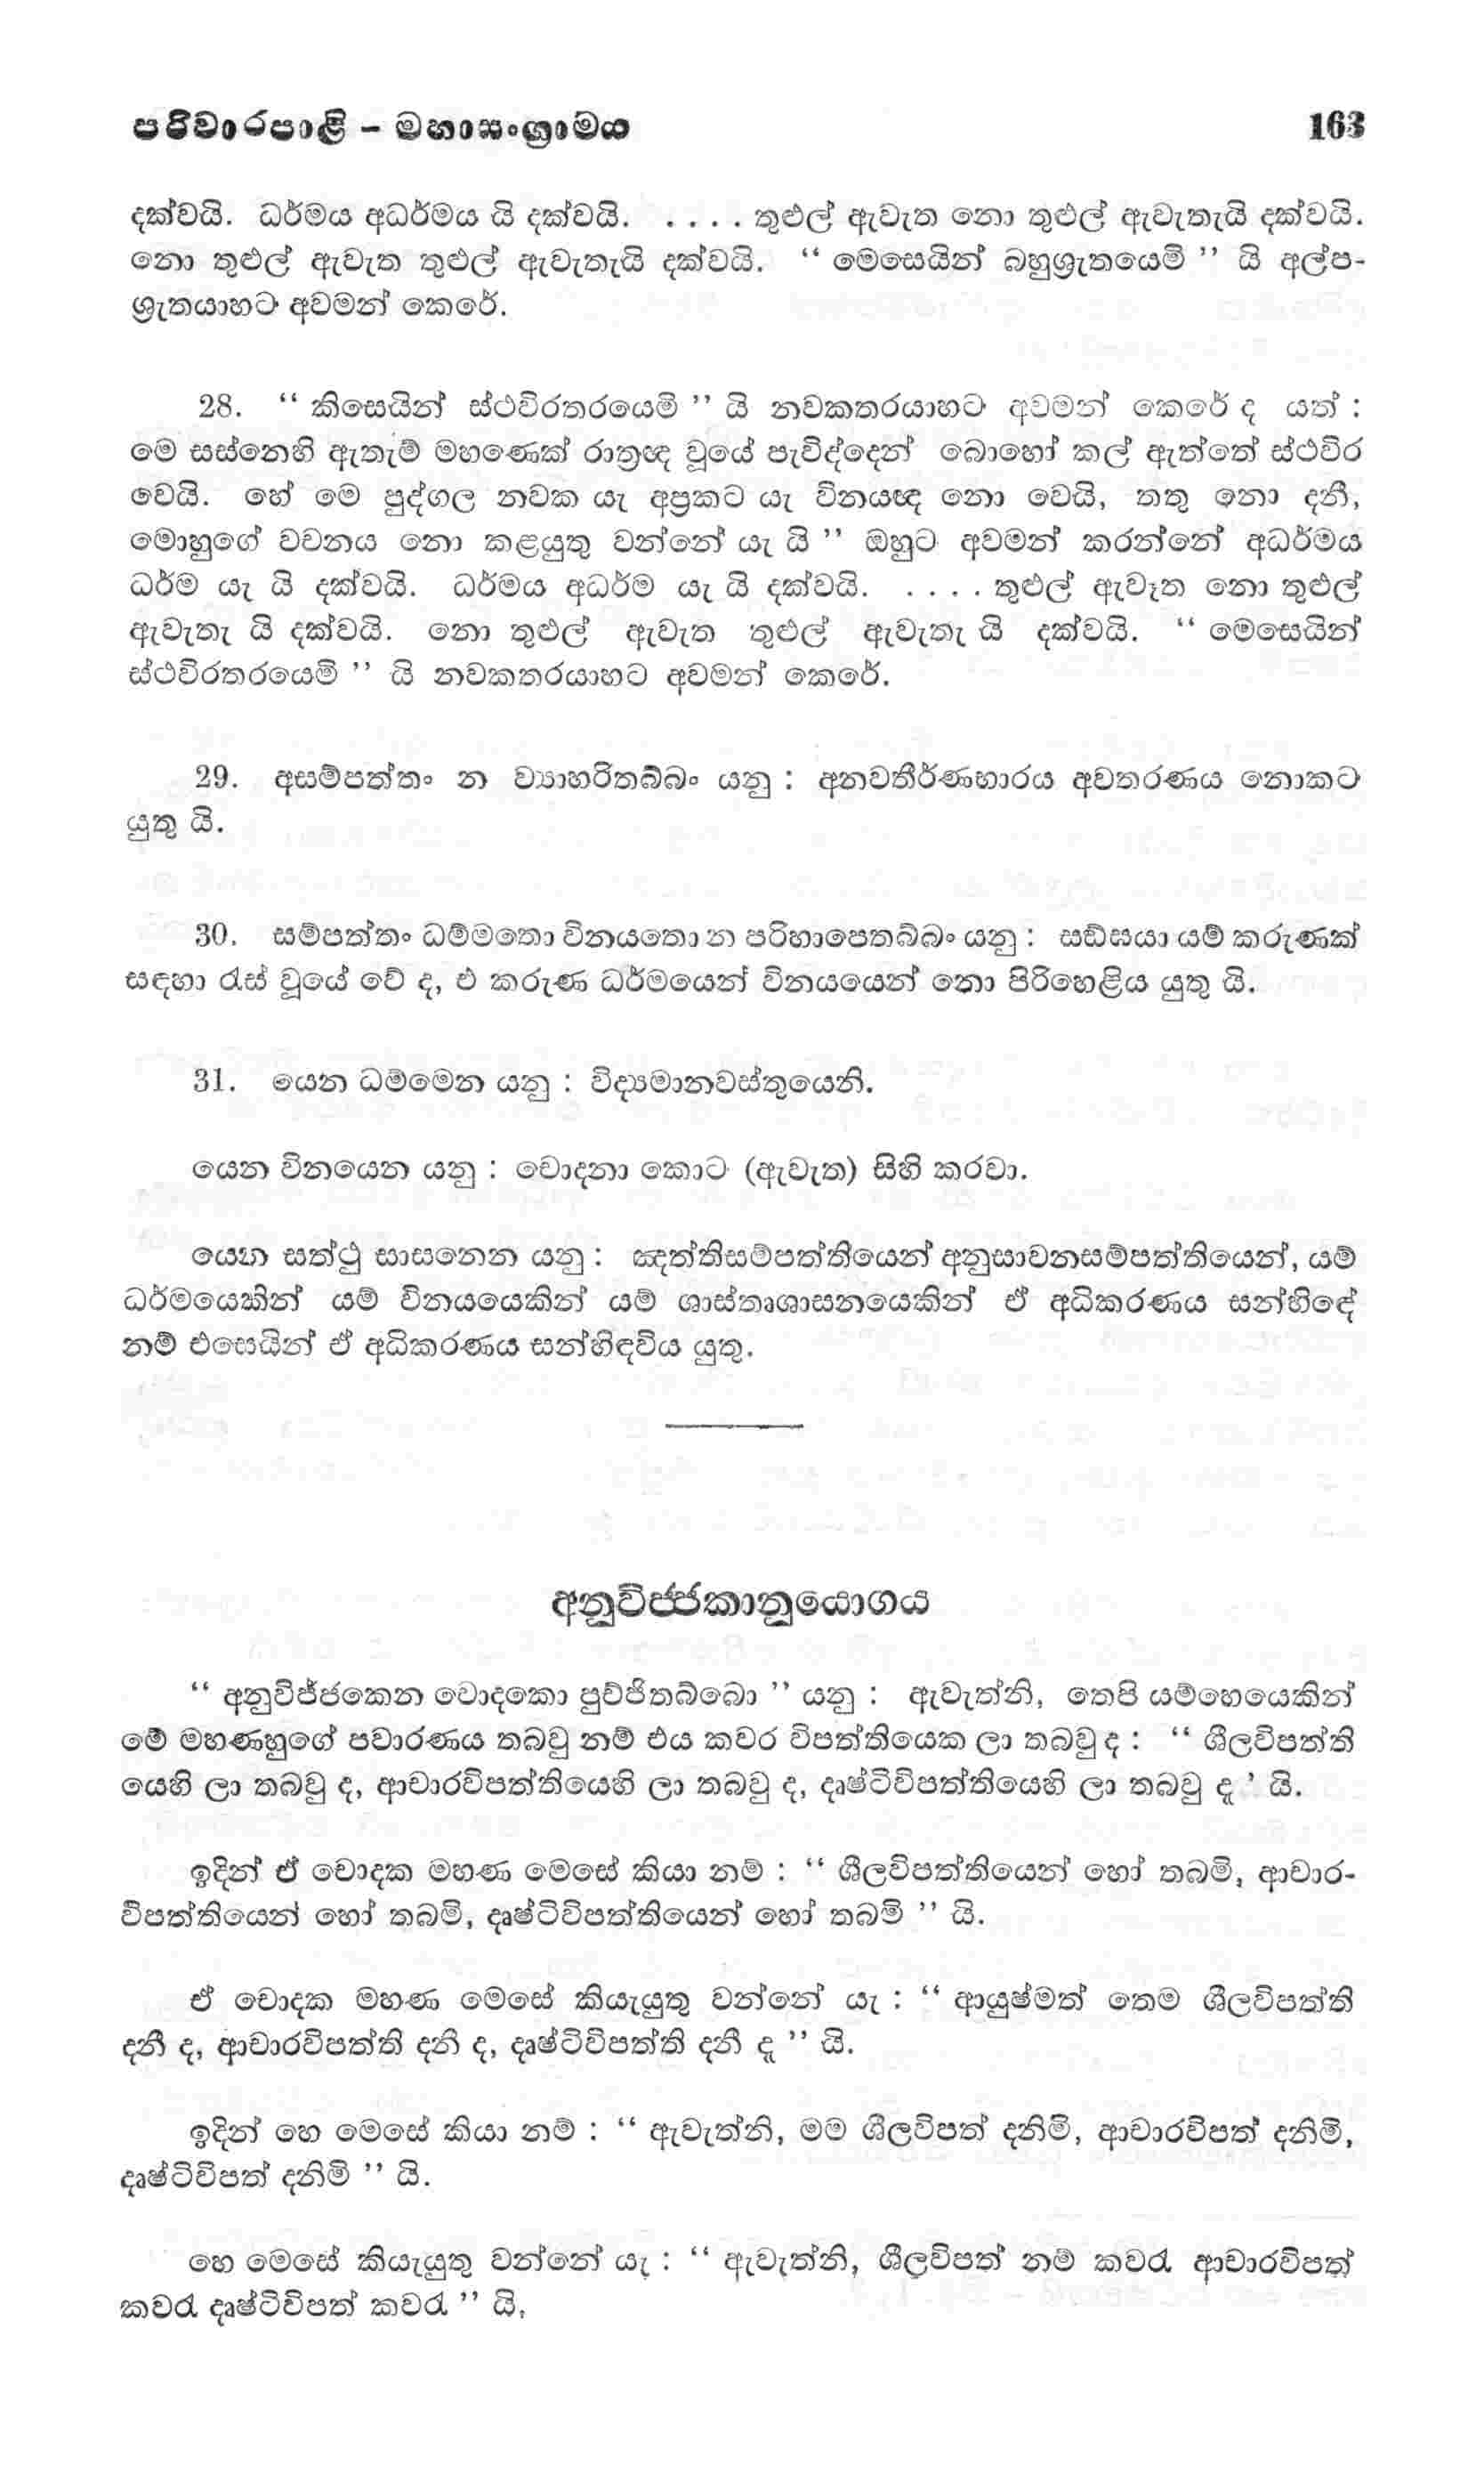 පරිවාරපාළි – මහාසංග්‍රාමය 163
දක්වයි. ධර්මය අධර්මය යි දක්වයි. . . . . තුළුල් ඇවැත නො තුළුල් ඇවැතැයි දක්වයි.
නො තුළුල් ඇවැත තුළුල් ඇවැතැයි දක්වයි. “ මෙසෙයින් බහුශ්‍රැතයෙමි ” යි අල්ප-
ශ්‍රැතයාහට අවමන් කෙරේ.
28. “ කිසෙයින් ස්ථවිරතරයෙමි ” යි නවකතරයාහට අවමන් කෙරේ ද යත් :
මෙ සස්නෙහි ඇතැම් මහණෙක් රාත්‍රඥ වූයේ පැවිද්දෙන් බොහෝ කල් ඇත්තේ ස්ථවිර
වෙයි. හේ මෙ පුද්ගල නවක යැ අප්‍රකට යැ විනයඥ නො වෙයි, තතු නො දනී,
මොහුගේ වචනය නො කළයුතු වන්නේ යැ යි ” ඔහුට අවමන් කරන්නේ අධර්මය
ධර්ම යැ යි දක්වයි. ධර්මය අධර්ම යැ යි දක්වයි. . . . . තුළුල් ඇවෑත නො තුළුල්
ඇවැතැ යි දක්වයි. නො තුළුල් ඇවැත තුළුල් ඇවැතැ යි දක්වයි. “ මෙසෙයින්
ස්ථවිරතරයෙමි ” යි නවකතරයාහට අවමන් කෙරේ.
29. අසම්පත්තං න ව්‍යාහරිතබ්බං යනු : අනවතීර්ණභාරය අවතරණය නොකට
යුතු යි.
30. සම්පත්තං ධම්මතො විනයතො න පරිහාපෙතබ්බං යනු : සඞ්ඝයා යම් කරුණක්
සඳහා රැස් වූයේ වේ ද, එ කරුණ ධර්මයෙන් විනයයෙන් නො පිරිහෙළිය යුතු යි.
31. යෙන ධම්මෙන යනු : විද්‍යමානවස්තුයෙනි.
යෙන විනයෙන යනු : චොදනා කොට (ඇවැත) සිහි කරවා.
යෙන සත්ථු සාසනෙන යනු : ඤත්තිසම්පත්තියෙන් අනුසාවනසම්පත්තියෙන්, යම්
ධර්මයෙකින් යම් විනයයෙකින් යම් ශාස්තෘශාසනයෙකින් ඒ අධිකරණය සන්හිඳේ
නම් එසෙයින් ඒ අධිකරණය සන්හිඳවිය යුතු.
අනුවිජ්ජකානුයොගය
“ අනුවිජ්ජකෙන චොදකො පුච්ඡිතබ්බො ” යනු : ඇවැත්නි, තෙපි යම්හෙයෙකින්
මේ මහණහුගේ පවාරණය තබවු නම් එය කවර විපත්තියෙක ලා තබවු ද : “ ශීලවිපත්ති
යෙහි ලා තබවු ද, ආචාරවිපත්තියෙහි ලා තබවු ද, දෘෂ්ටිවිපත්තියෙහි ලා තබවු දැ ’ යි.
ඉදින් ඒ චොදක මහණ මෙසේ කියා නම් : “ ශීලවිපත්තියෙන් හෝ තබමි, ආචාර-
විපත්තියෙන් හෝ තබමි, දෘෂ්ටිවිපත්තියෙන් හෝ තබමි ” යි.
ඒ චොදක මහණ මෙසේ කියැයුතු වන්නේ යැ : “ ආයුෂ්මත් තෙම ශීලවිපත්ති
දනී ද, ආචාරවිපත්ති දනී ද, දෘෂ්ටිවිපත්ති දනී දැ ” යි.
ඉදින් හෙ මෙසේ කියා නම් : “ ඇවැත්නි, මම ශීලවිපත් දනිමි, ආචාරවිපත් දනිමි,
දෘෂ්ටිවිපත් දනිමි ” යි.
හෙ මෙසේ කියැයුතු වන්නේ යැ : “ ඇවැත්නි, ශීලවිපත් නම් කවරැ ආචාරවිපත්
කවරැ දෘෂ්ටිවිපත් කවරැ ” යි,